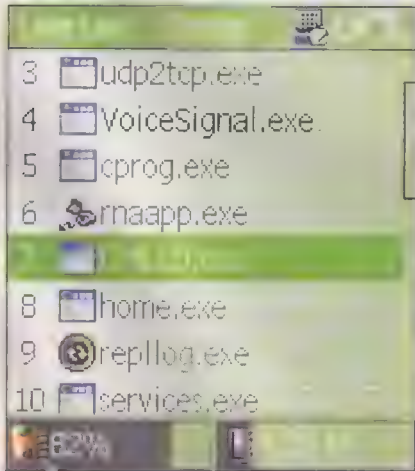 3 udp2tcp.exe
4 VoiceSignal.exe
5 cprog.exe
6 rnaapp.exe
7
8 home.exe
9 repllog.exe
10 services.exe
82%